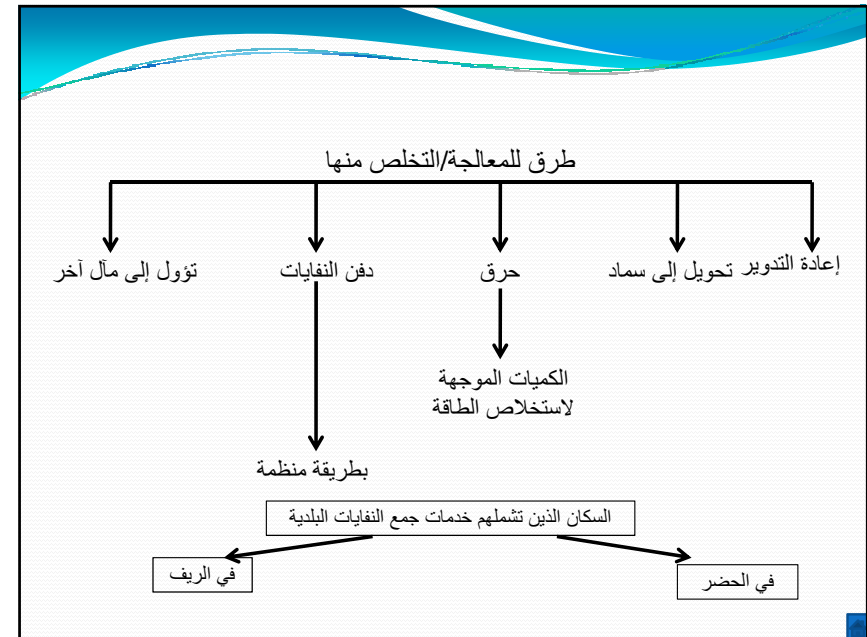 طرق للمعالجة/التخلص منها
إعادة التدوير
تحويل إلى سماد
حرق
دفن النفايات
تؤول إلى مآل آخر
الكميات الموجهة
لاستخلاص الطاقة
بطريقة منظمة
السكان الذين تشملهم خدمات جمع النفايات البلدية
في الحضر
في الريف